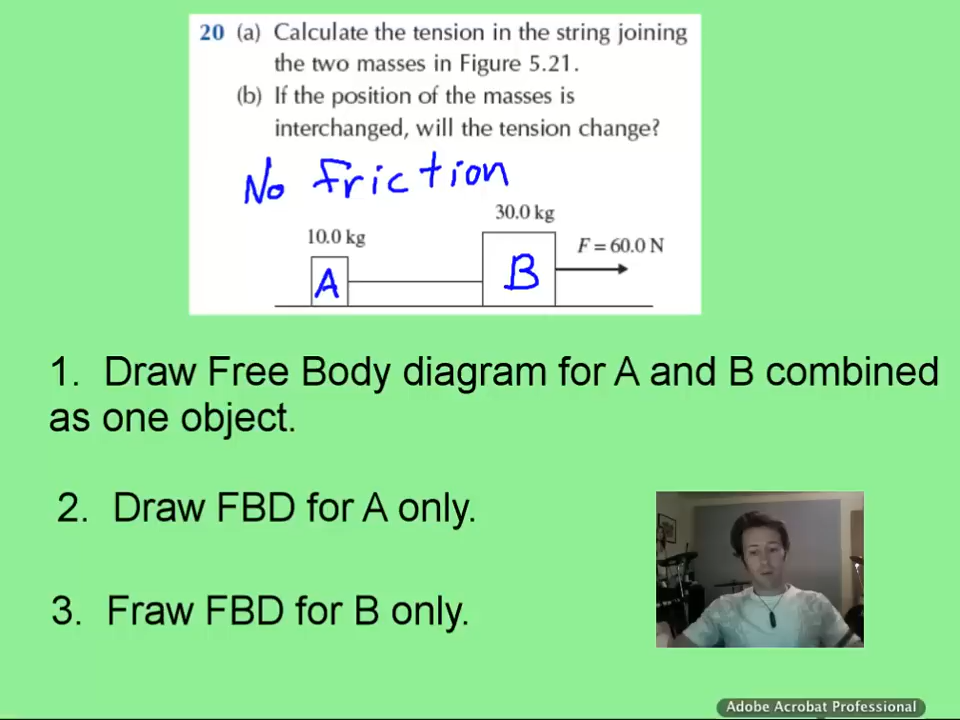 20 (a) Calculate the tension in the string joining
the two masses in Figure 5.21.
(b) If the position of the masses is
interchanged, will the tension change?
No friction
30.0 kg
10.0 kg
F = 60.0 N
A
B
1. Draw Free Body diagram for A and B combined
as one object.
2. Draw FBD for A only.
3. Fraw FBD for B only.
Adobe Acrobat Professional